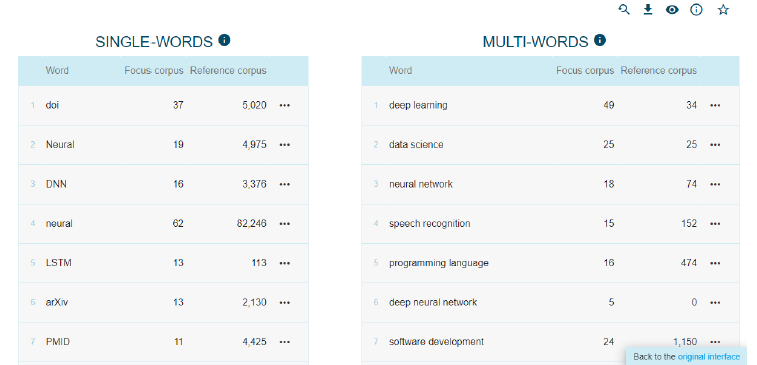 SINGLE-WORDS
Word Focus corpus Reference corpus
1 doi 37 5,020
2 Neural 19 4,975
3 DNN 16 3,376
4 neural 62 82,246
5 LSTM 13 113
6 arXiv 13 2,130
7 PMID 11 4,425
MULTI-WORDS
Word Focus corpus Reference corpus
1 deep learning 49 34
2 data science 25 25
3 neural network 18 74
4 speech recognition 15 152
5 programming language 16 474
6 deep neural network 5 0
7 software development 24 1,150
Back to the original interface